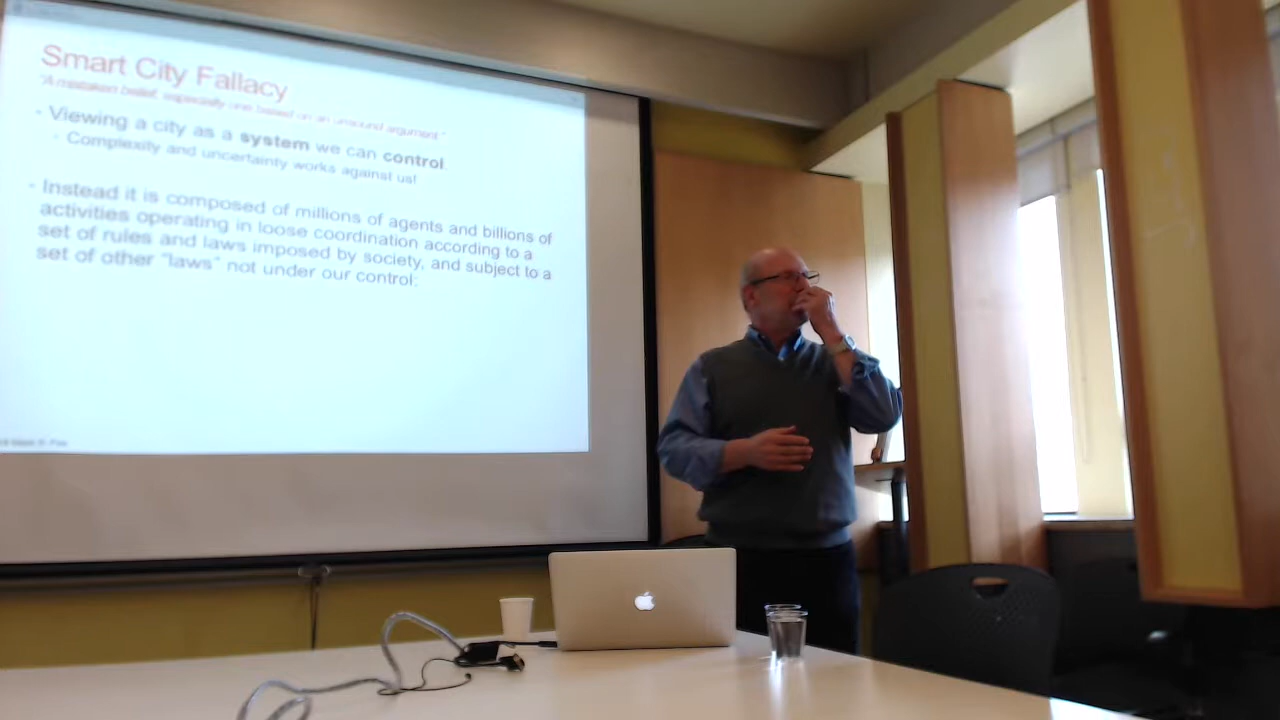 Smart City Fallacy
"A mistaken belief, especially one based on an unsound argument"
- Viewing a city as a system we can control.
- Complexity and uncertainty works against us!
- Instead it is composed of millions of agents and billions of
activities operating in loose coordination according to a
set of rules and laws imposed by society, and subject to a
set of other "laws" not under our control: